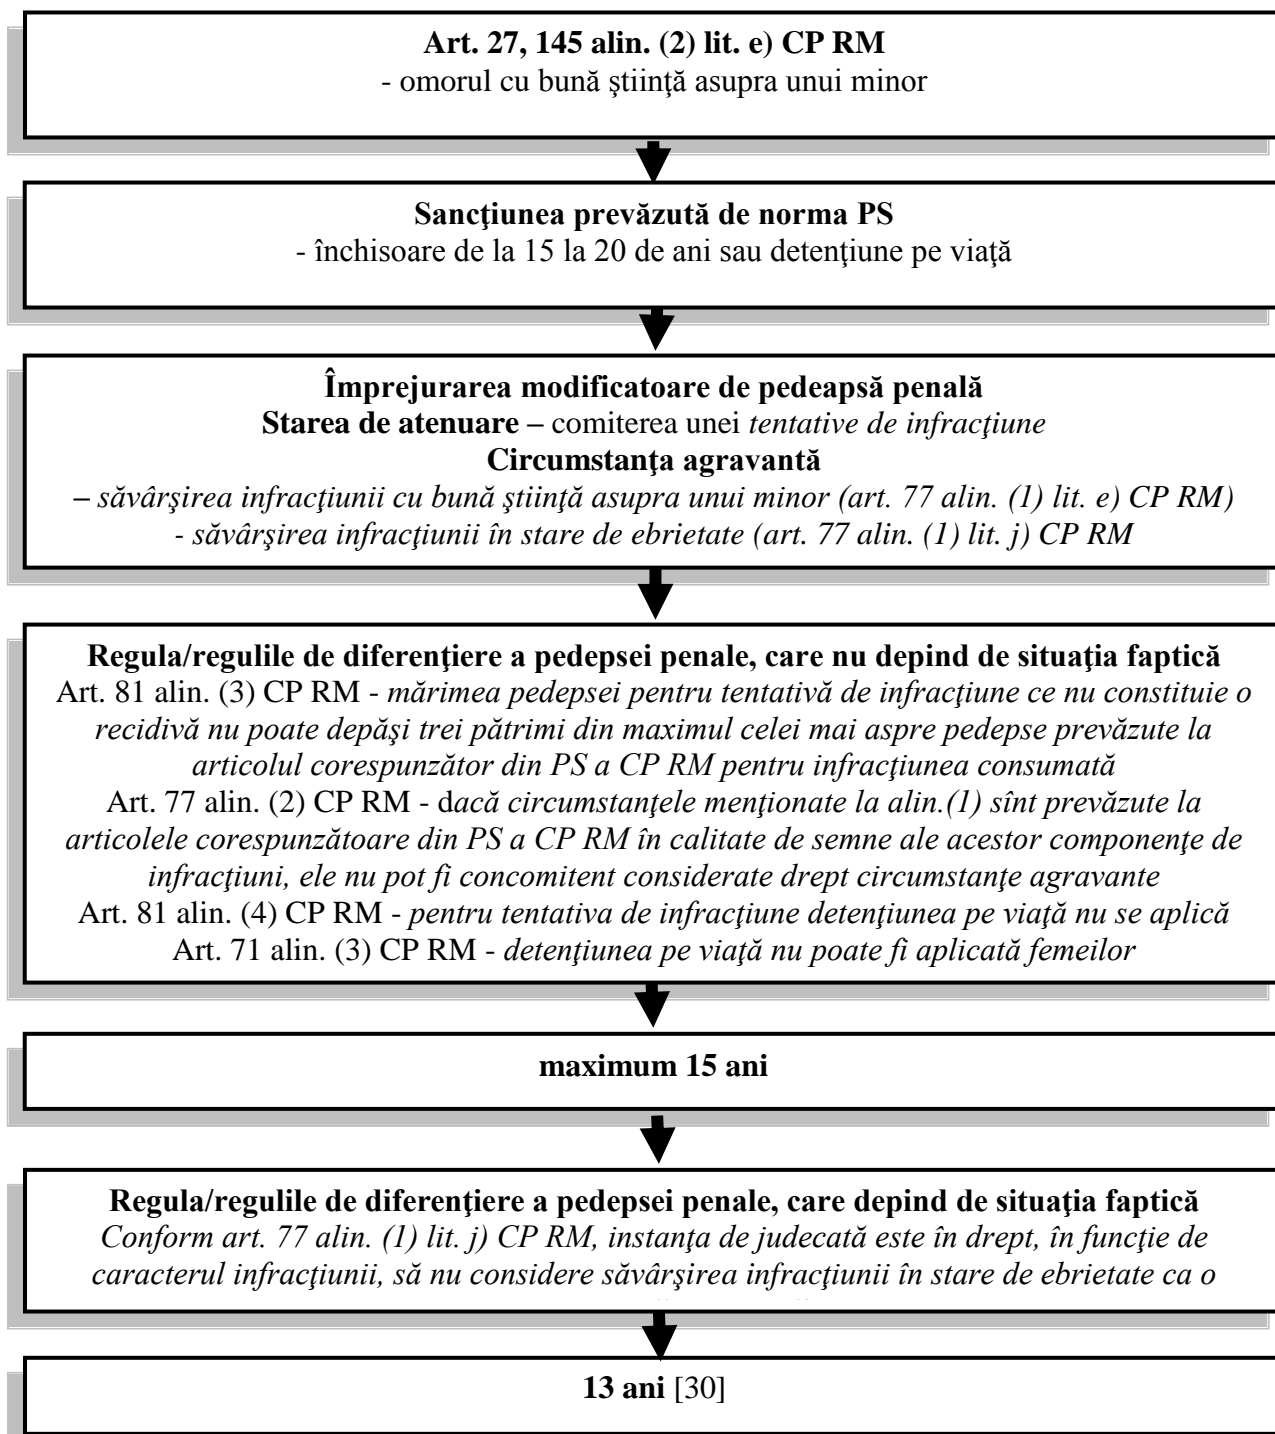 Art. 27, 145 alin. (2) lit. e) CP RM
- omorul cu bună ştiinţă asupra unui minor
Sancţiunea prevăzută de norma PS
- închisoare de la 15 la 20 de ani sau detenţiune pe viaţă
Împrejurarea modificatoare de pedeapsă penală
Starea de atenuare – comiterea unei tentative de infracţiune
Circumstanţa agravantă
– săvârşirea infracţiunii cu bună ştiinţă asupra unui minor (art. 77 alin. (1) lit. e) CP RM)
- săvârşirea infracţiunii în stare de ebrietate (art. 77 alin. (1) lit. j) CP RM
Regula/regulile de diferenţiere a pedepsei penale, care nu depind de situaţia faptică
Art. 81 alin. (3) CP RM - mărimea pedepsei pentru tentativă de infracţiune ce nu constituie o
recidivă nu poate depăşi trei pătrimi din maximul celei mai aspre pedepse prevăzute la
articolul corespunzător din PS a CP RM pentru infracţiunea consumată
Art. 77 alin. (2) CP RM - dacă circumstanţele menţionate la alin.(1) sînt prevăzute la
articolele corespunzătoare din PS a CP RM în calitate de semne ale acestor componenţe de
infracţiuni, ele nu pot fi concomitent considerate drept circumstanţe agravante
Art. 81 alin. (4) CP RM - pentru tentativa de infracţiune detenţiunea pe viaţă nu se aplică
Art. 71 alin. (3) CP RM - detenţiunea pe viaţă nu poate fi aplicată femeilor
maximum 15 ani
Regula/regulile de diferenţiere a pedepsei penale, care depind de situaţia faptică
Conform art. 77 alin. (1) lit. j) CP RM, instanţa de judecată este în drept, în funcţie de
caracterul infracţiunii, să nu considere săvârşirea infracţiunii în stare de ebrietate ca o
13 ani [30]